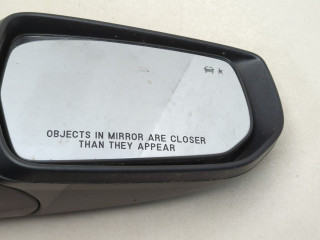 OBJECTS IN MIRROR ARE CLOSER
THAN THEY APPEAR